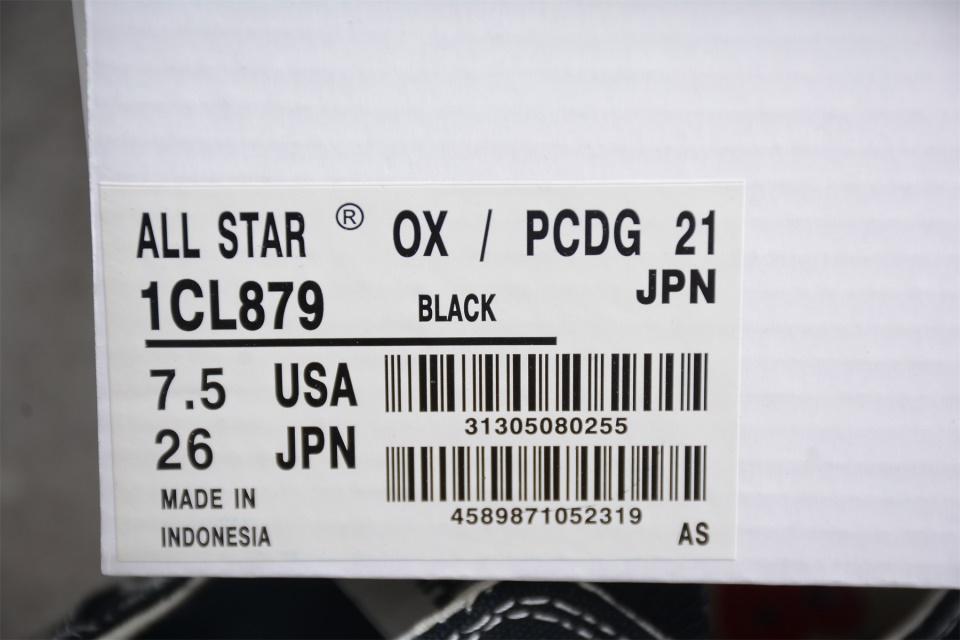 ALL STAR ® OX / PCDG 21
JPN
1CL879 BLACK
7.5 USA
31305080255
26 JPN
4589871052319
MADE IN
INDONESIA
AS